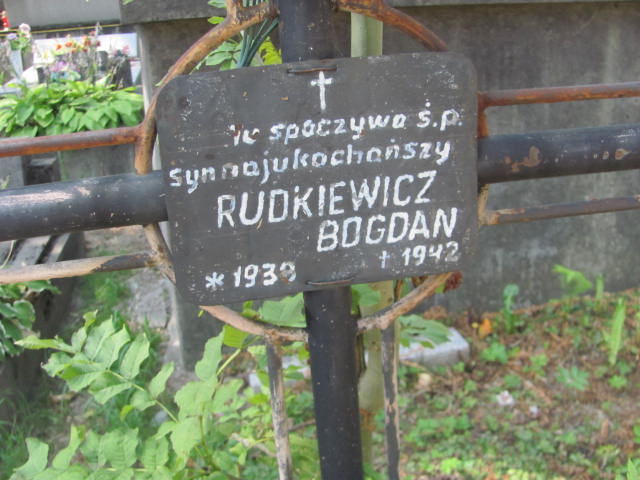 Tu spoczywa ś.p.
syn najukochańszy
RUDKIEWICZ
BOGDAN
* 1939 † 1942